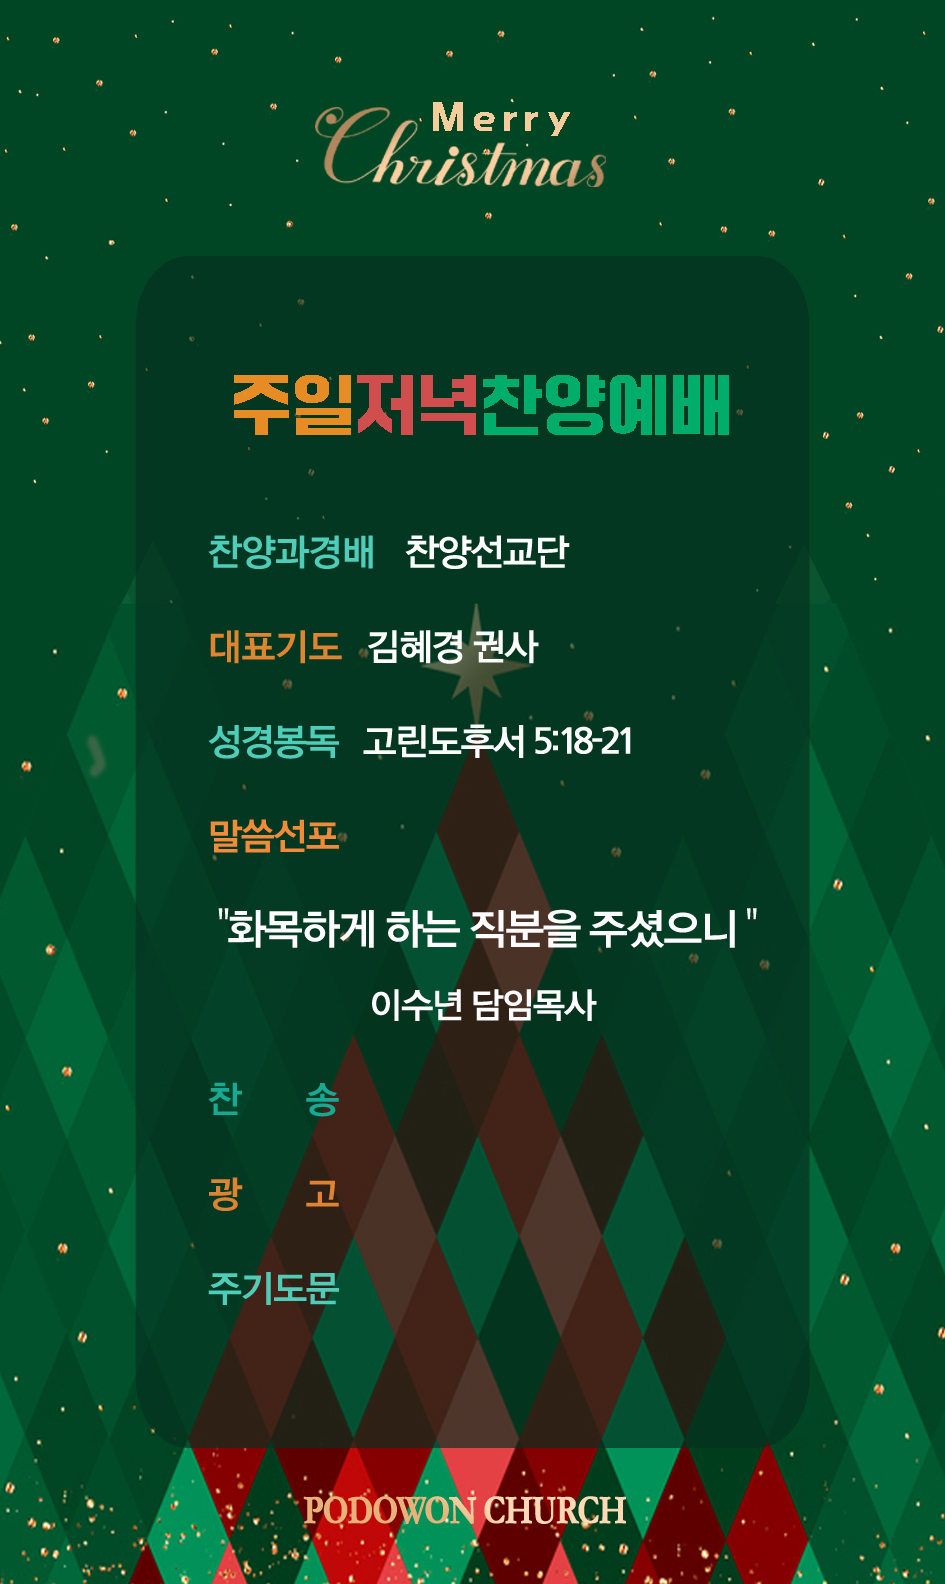 Merry
Christmas
주일저녁찬양예배
찬양과경배 찬양선교단
대표기도 김혜경 권사
성경봉독 고린도후서 5:18-21
말씀선포
"화목하게 하는 직분을 주셨으니"
이수년 담임목사
찬 송
광 고
주기도문
PODOWON CHURCH